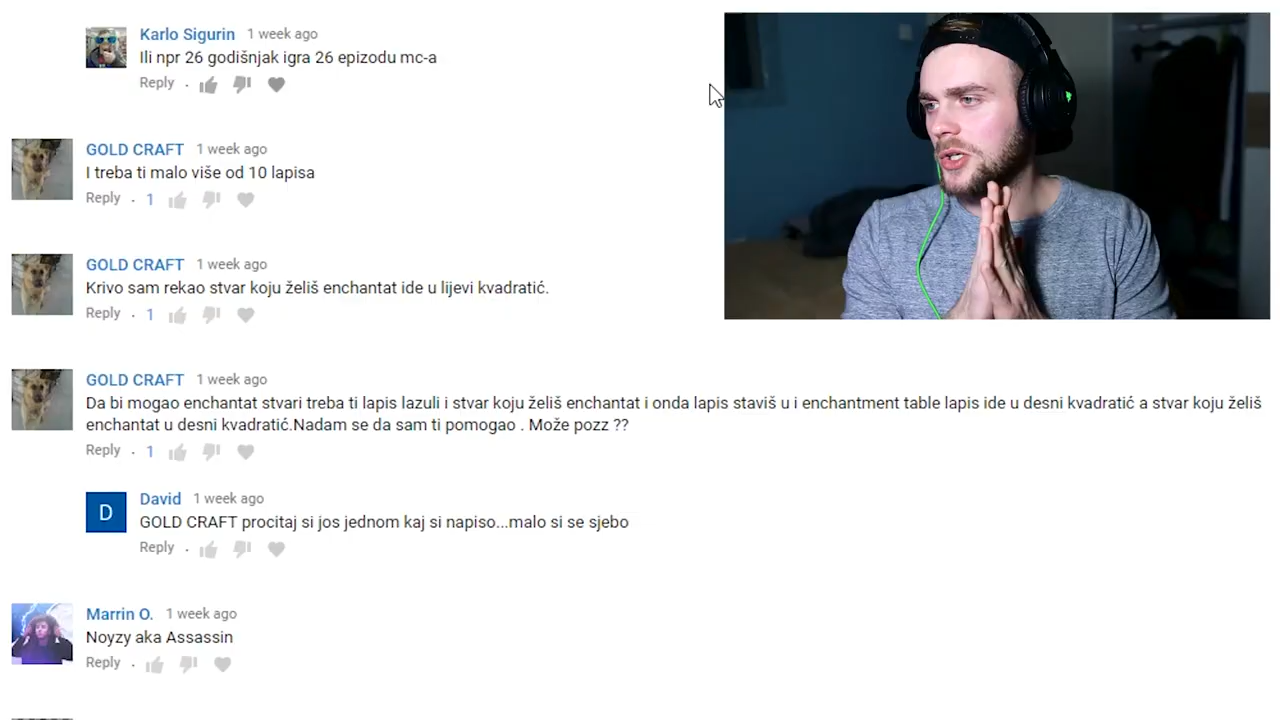 Karlo Sigurin 1 week ago
Ili npr 26 godišnjak igra 26 epizodu mc-a
Reply
GOLD CRAFT 1 week ago
I treba ti malo više od 10 lapisa
Reply 1
GOLD CRAFT 1 week ago
Krivo sam rekao stvar koju želiš enchantat ide u lijevi kvadratić.
Reply 1
GOLD CRAFT 1 week ago
Da bi mogao enchantat stvari treba ti lapis lazuli i stvar koju želiš enchantat i onda lapis staviš u i enchantment table lapis ide u desni kvadratić a stvar koju želiš
enchantat u desni kvadratić.Nadam se da sam ti pomogao . Može pozz ??
Reply 1
D
David 1 week ago
GOLD CRAFT procitaj si jos jednom kaj si napiso...malo si se sjebo
Reply
Marrin O. 1 week ago
Noyzy aka Assassin
Reply